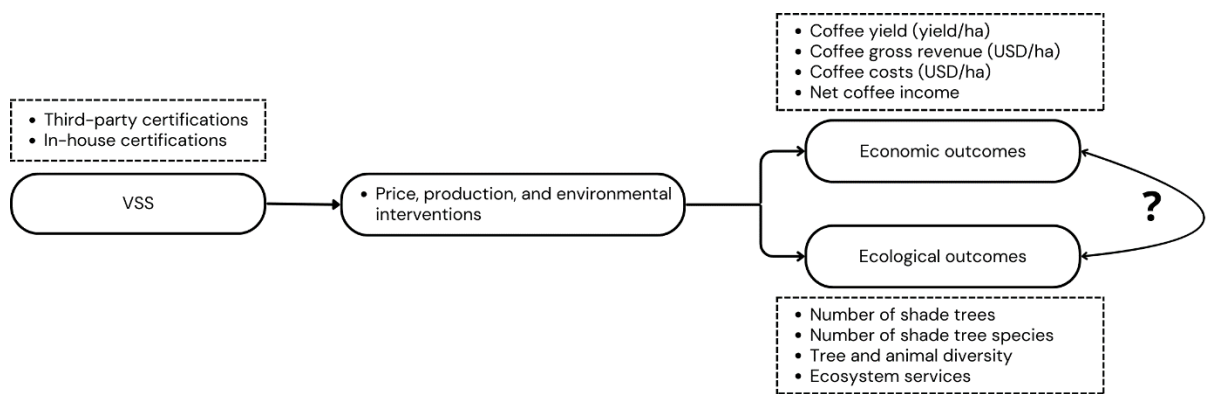 • Coffee yield (yield/ha)
• Coffee gross revenue (USD/ha)
• Coffee costs (USD/ha)
• Net coffee income
• Third-party certifications
• In-house certifications
Economic outcomes
VSS
• Price, production, and environmental
interventions
?
Ecological outcomes
• Number of shade trees
• Number of shade tree species
• Tree and animal diversity
• Ecosystem services